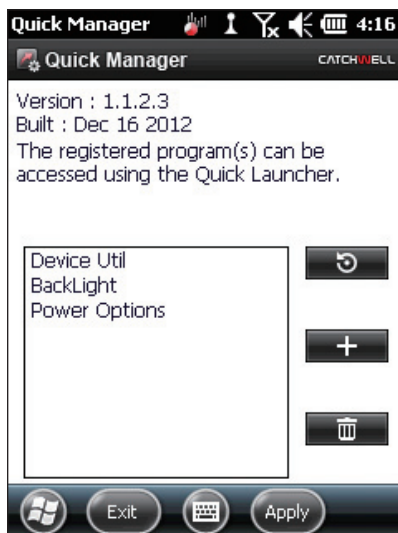 Quick Manager 4:16
Quick Manager CATCHWELL
Version : 1.1.2.3
Built : Dec 16 2012
The registered program(s) can be
accessed using the Quick Launcher.
Device Util
BackLight
Power Options
Exit Apply